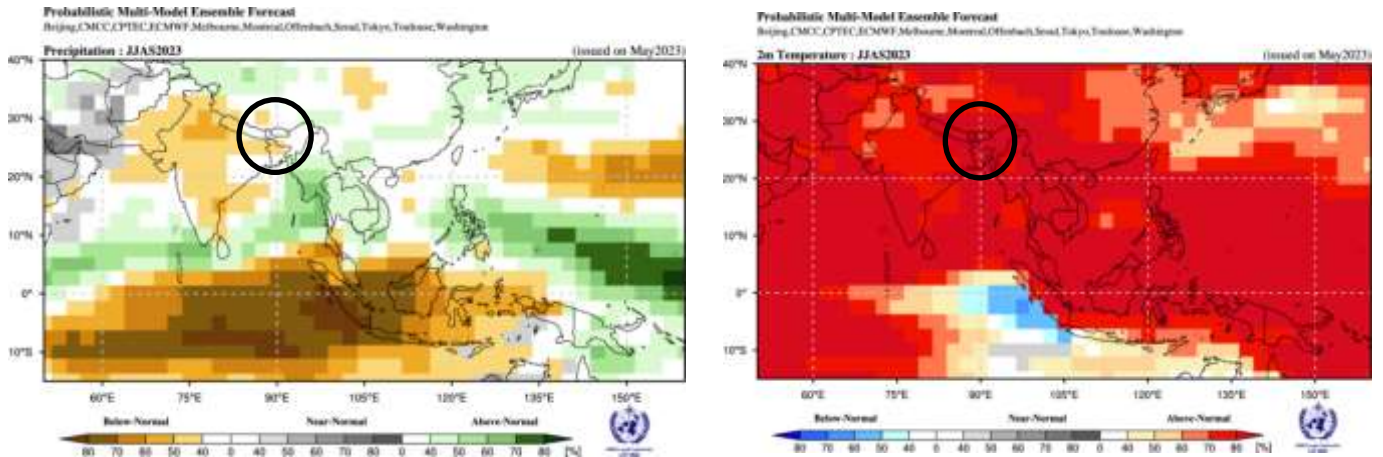 Probabilistic Multi-Model Ensemble Forecast
Beijing,CMCC,CPTEC,ECMWF,Melbourne,Montreal,Offenbach,Seoul,Tokyo,Toulouse,Washington
Precipitation : JJAS2023 (issued on May2023)
40°N
30°N
20°N
10°N
0°
10°S
60°E 75°E 90°E 105°E 120°E 135°E 150°E
Below-Normal Near-Normal Above-Normal
80 70 60 50 40 0 40 50 60 70 80 0 40 50 60 70 80 [%]
Probabilistic Multi-Model Ensemble Forecast
Beijing,CMCC,CPTEC,ECMWF,Melbourne,Montreal,Offenbach,Seoul,Tokyo,Toulouse,Washington
2m Temperature : JJAS2023 (issued on May2023)
40°N
30°N
20°N
10°N
0°
10°S
60°E 75°E 90°E 105°E 120°E 135°E 150°E
Below-Normal Near-Normal Above-Normal
80 70 60 50 40 0 40 50 60 70 80 0 40 50 60 70 80 [%]